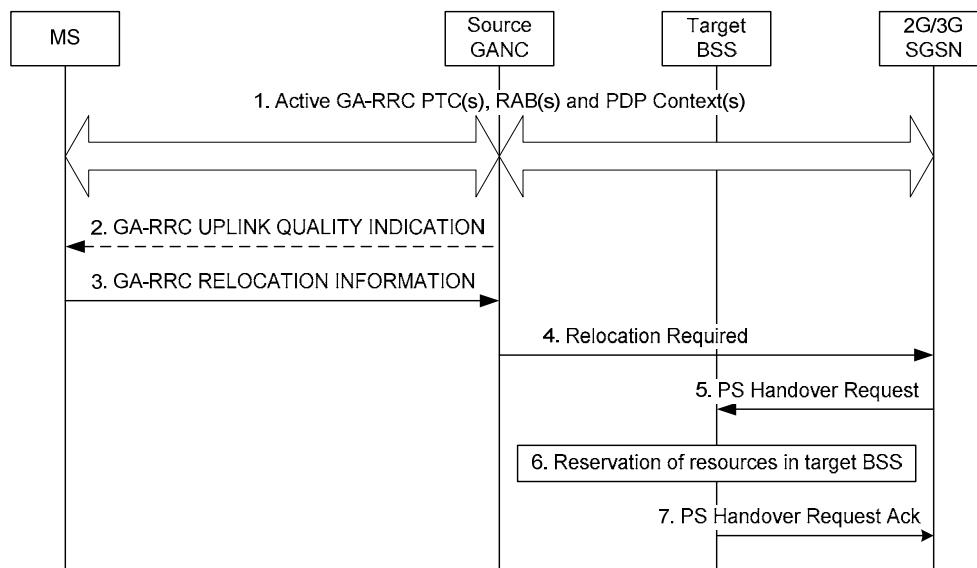 MS
Source
GANC
Target
BSS
2G/3G
SGSN
1. Active GA-RRC PTC(s), RAB(s) and PDP Context(s)
2. GA-RRC UPLINK QUALITY INDICATION
3. GA-RRC RELOCATION INFORMATION
4. Relocation Required
5. PS Handover Request
6. Reservation of resources in target BSS
7. PS Handover Request Ack